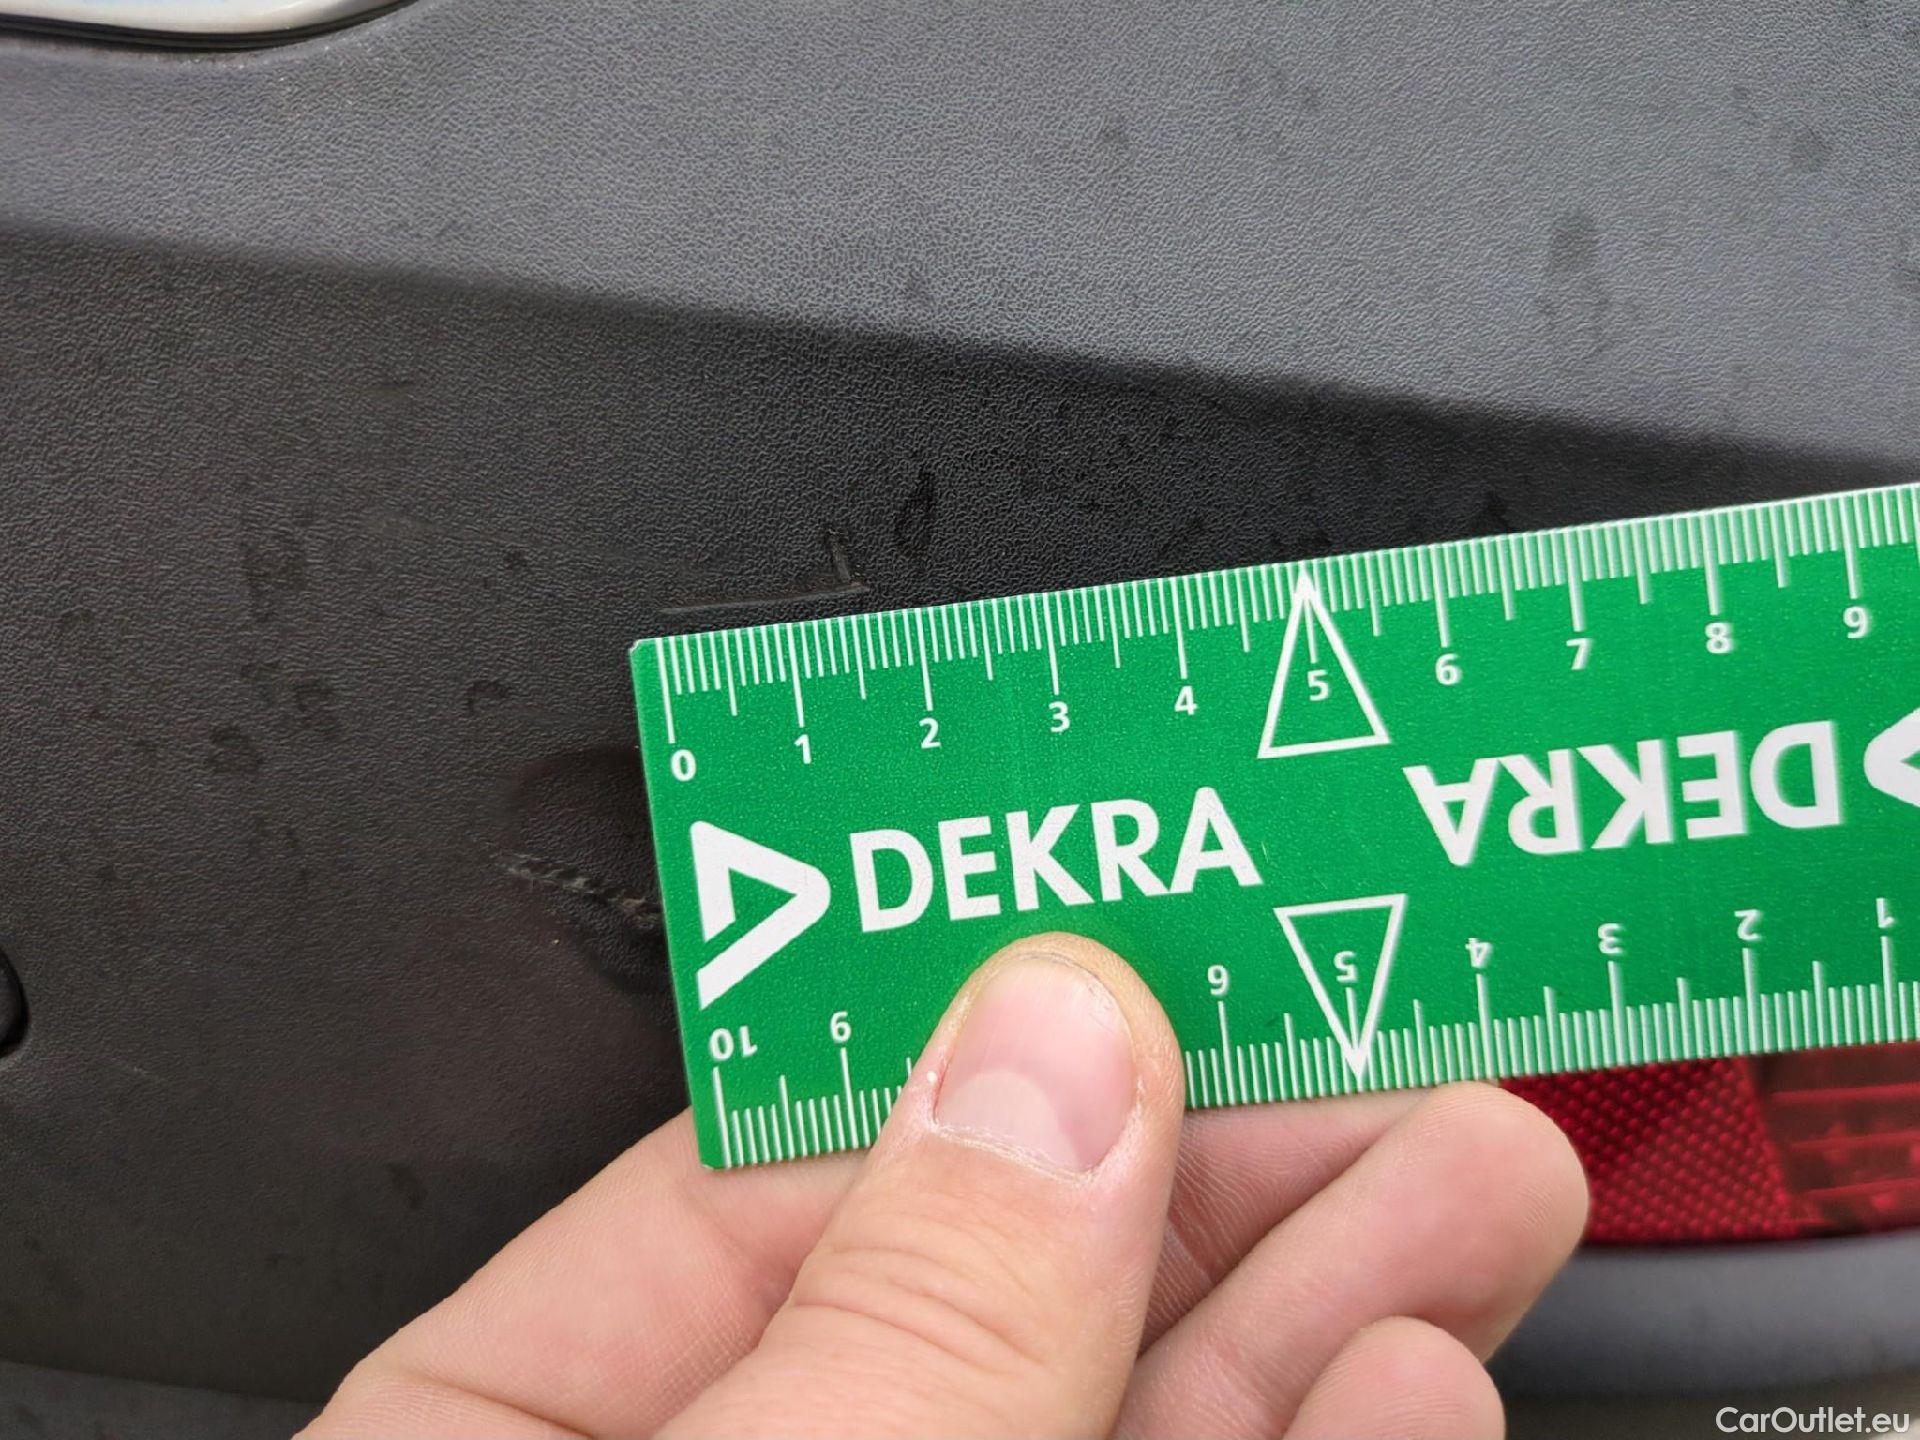 0 1 2 3 4 5 6 7 8 9
DEKRA
DEKRA
10 9 6 5 4 3 2 1
CarOutlet.eu